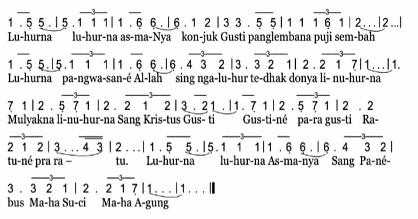 1 . 5 5 . | 5 . 1 1 1 | 1 . 6 6 . | 6 . 1 2 | 3 3 . 5 5 | 1 1 1 6 1 | 2...2|2...|
Lu-hurna lu-hur-na as-ma-Nya kon-juk Gusti panglembana puji sem-bah
1 . 5 5 . | 5 . 1 1 1 | 1 . 6 6 . | 6 . 4 3 2 | 3 . 3 2 1 | 2 . 2 1 7 | 1...|1.
Lu-hurna pa-ngwa-san-é Al-lah sing nga-lu-hur te-dhak donya li-nu-hur-na
7 1 | 2 . 5 7 1 | 2 . 2 1 2 | 3 . 2 1 . | 1 . 7 1 | 2 . 5 7 1 | 2 . 2
Mulyakna li-nu-hur-na Sang Kris-tus Gus-ti Gus-ti-né pa-ra gus-ti Ra-
2 1 2 | 3 . . . 4 3 | 2...|1 . 5 5 . | 5 . 1 1 1 | 1 . 6 6 . | 6 . 4 3 2 |
tu-né pra ra – tu. Lu-hur-na lu-hur-na As-ma-nya Sang Pa-né-
3 . 3 2 1 | 2 . 2 1 7 | 1...|1...
bus Ma-ha Su-ci Ma-ha A-gung